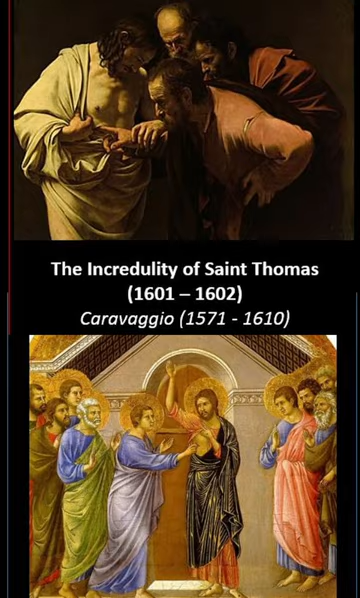 The Incredulity of Saint Thomas
(1601 – 1602)
Caravaggio (1571 - 1610)